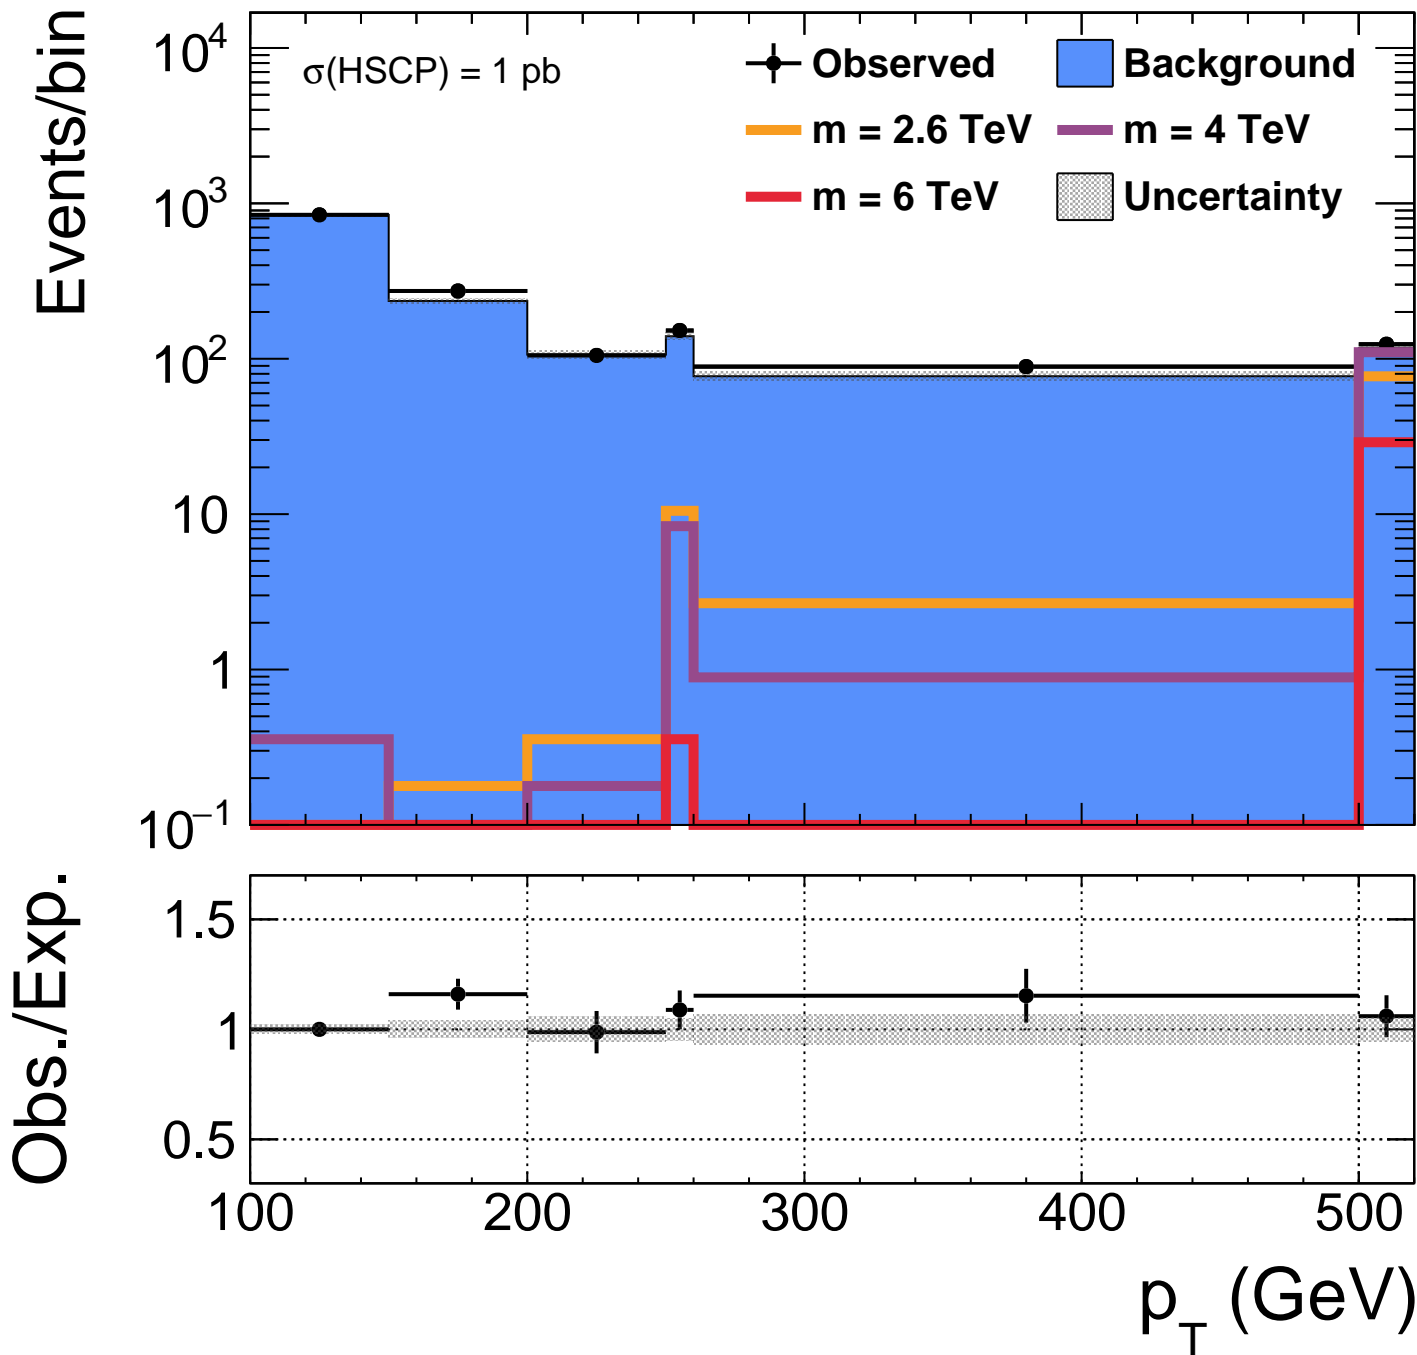 Events/bin
10⁴
10³
10²
10
1
10⁻¹
σ(HSCP) = 1 pb
Observed
Background
m = 2.6 TeV
m = 4 TeV
m = 6 TeV
Uncertainty
Obs./Exp.
1.5
1
0.5
100 200 300 400 500
p_T (GeV)